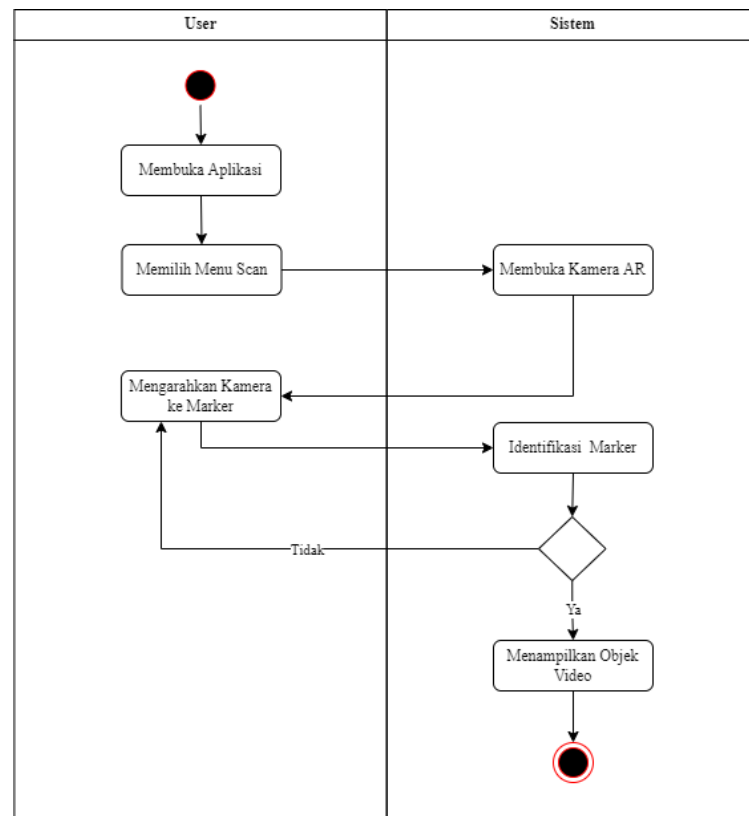 User
Sistem
Membuka Aplikasi
Memilih Menu Scan
Membuka Kamera AR
Mengarahkan Kamera
ke Marker
Identifikasi Marker
Tidak
Ya
Menampilkan Objek
Video